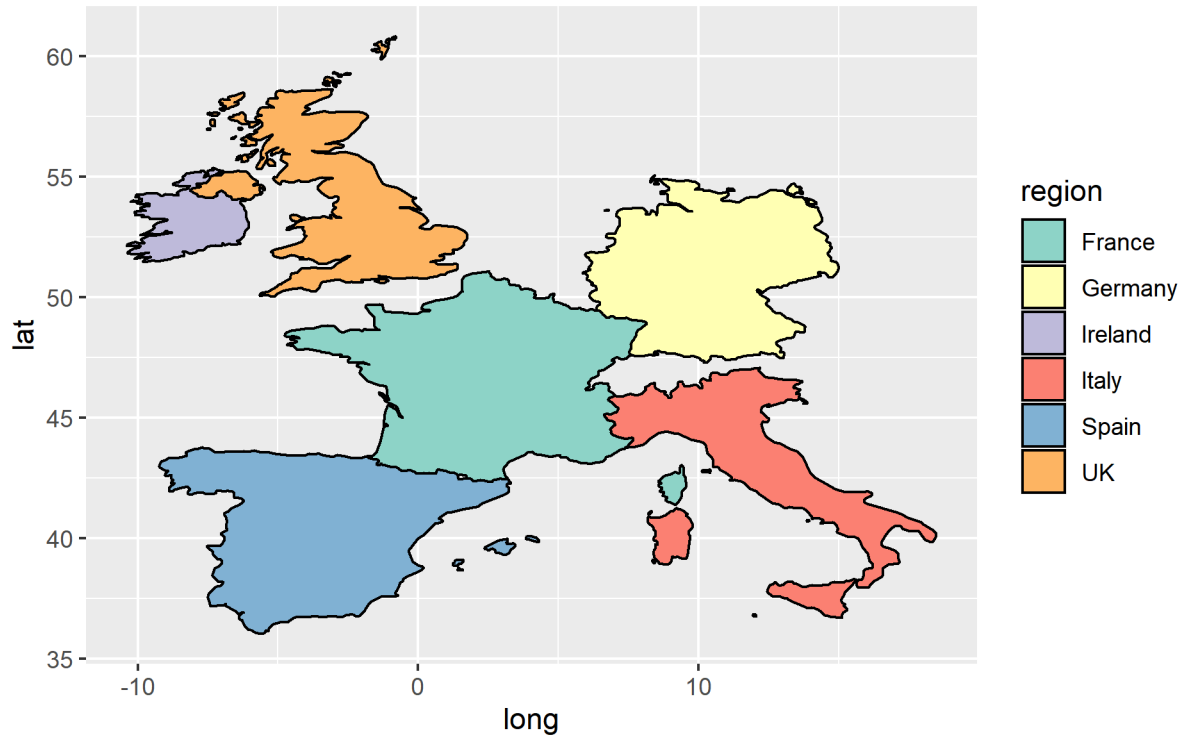 60
55
50
45
40
35
lat
-10
0
10
long
region
France
Germany
Ireland
Italy
Spain
UK